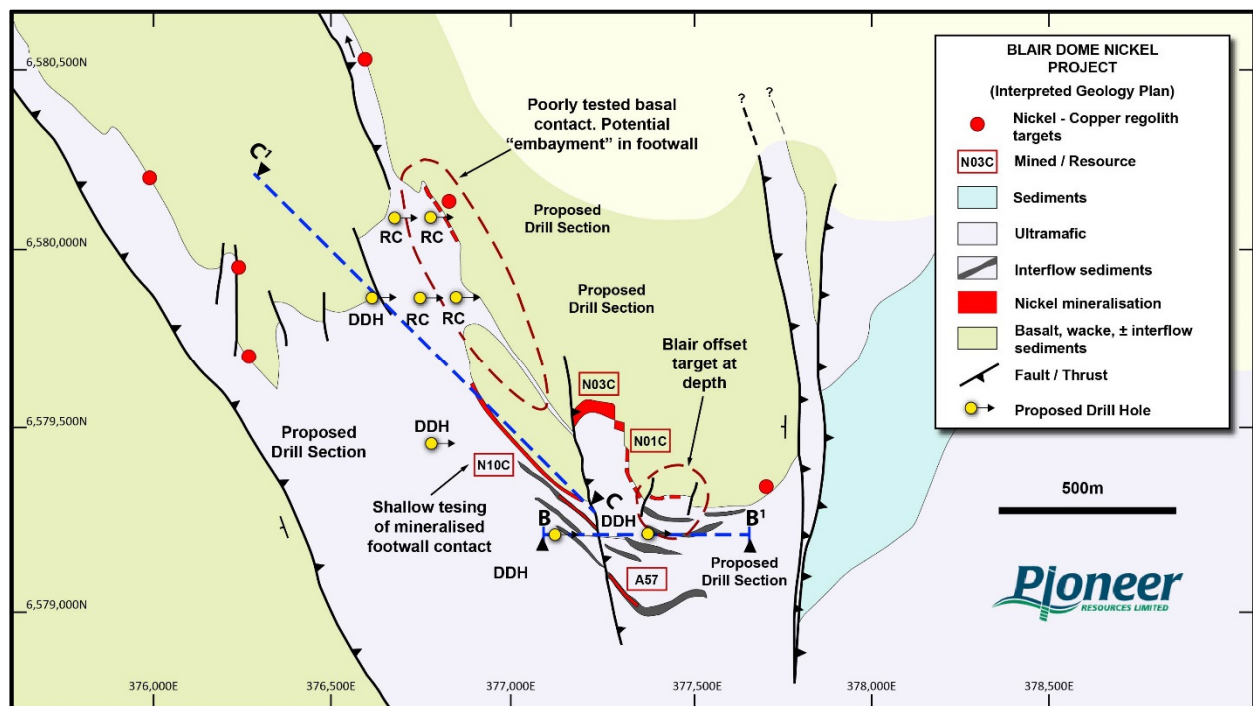 6,580,500N
6,580,000N
6,579,500N
6,579,000N
376,000E
376,500E
377,000E
377,500E
378,000E
378,500E
Poorly tested basal
contact. Potential
“embayment” in footwall
?
?
C¹
RC
RC
Proposed
Drill Section
DDH
RC
RC
Proposed
Drill Section
Blair offset
target at
depth
N03C
N01C
Proposed
Drill Section
DDH
N10C
Shallow tesing
of mineralised
footwall contact
C
B
DDH
B¹
DDH
Proposed
Drill Section
A57
BLAIR DOME NICKEL
PROJECT
(Interpreted Geology Plan)
Nickel - Copper regolith
targets
N03C
Mined / Resource
Sediments
Ultramafic
Interflow sediments
Nickel mineralisation
Basalt, wacke, ± interflow
sediments
Fault / Thrust
Proposed Drill Hole
500m
Pioneer
RESOURCES LIMITED